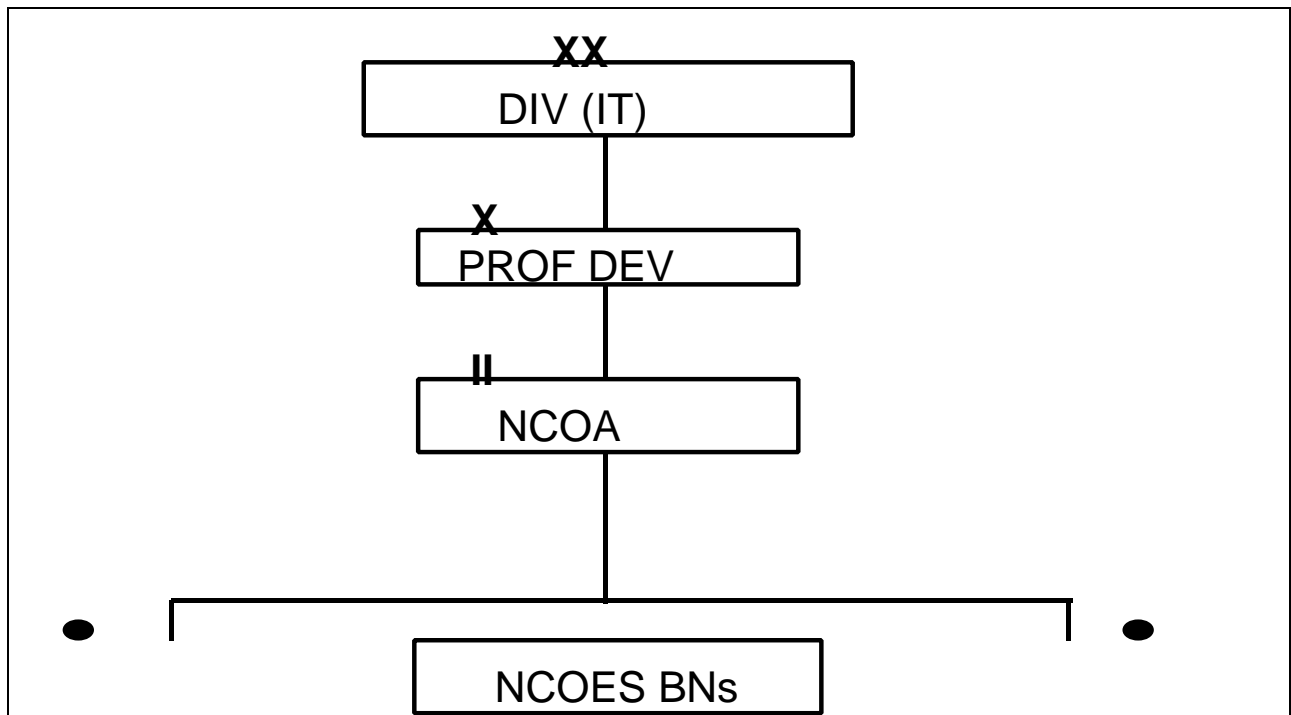 XX
DIV (IT)
X
PROF DEV
II
NCOA
NCOES BNs